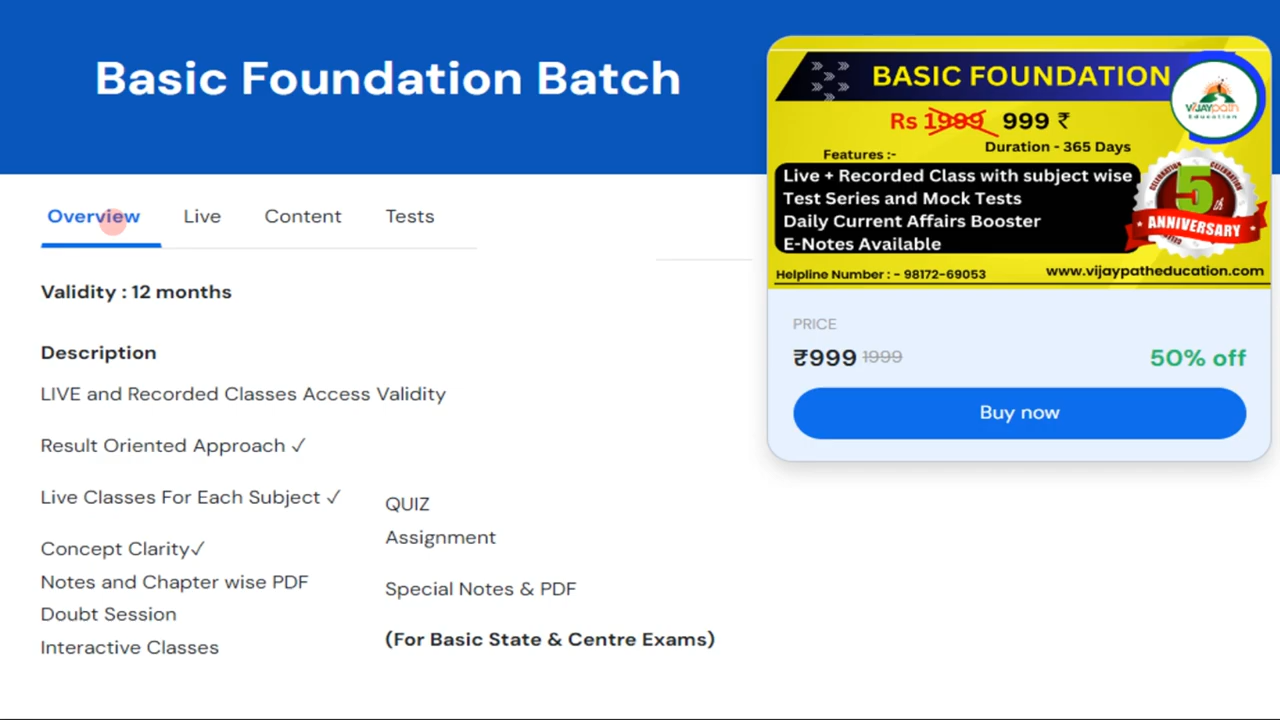 Basic Foundation Batch
BASIC FOUNDATION
VIJAYPath
Education
Rs 1999 999 ₹
Duration - 365 Days
Features :-
Live + Recorded Class with subject wise
Test Series and Mock Tests
Daily Current Affairs Booster
E-Notes Available
CELEBRATION CELEBRATION
5th
ANNIVERSARY
Helpline Number : - 98172-69053
www.vijaypatheducation.com
PRICE
₹999 1999
50% off
Buy now
Overview Live Content Tests
Validity : 12 months
Description
LIVE and Recorded Classes Access Validity
Result Oriented Approach ✓
Live Classes For Each Subject ✓
Concept Clarity✓
Notes and Chapter wise PDF
Doubt Session
Interactive Classes
QUIZ
Assignment
Special Notes & PDF
(For Basic State & Centre Exams)